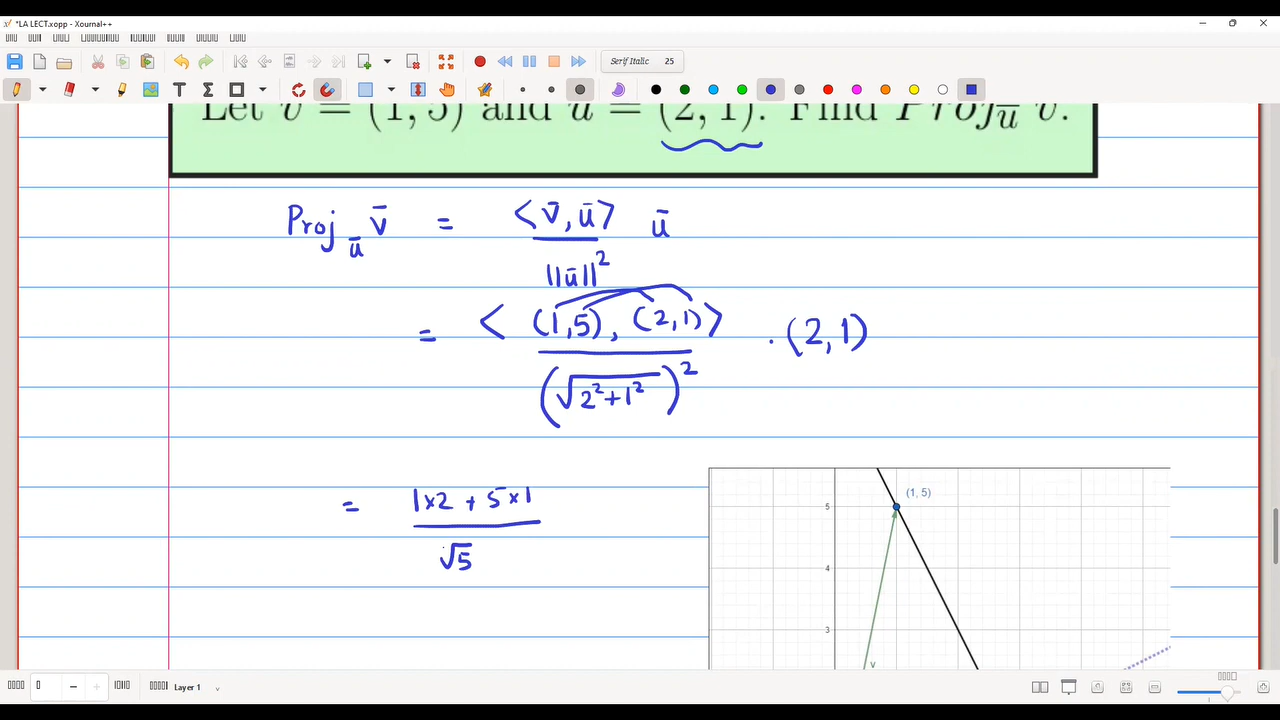 *LA LECT.xopp - Xournal++
Serif Italic 25
Let v̄ = (1, 5) and ū = (2, 1). Find Proj_ū v̄.
Proj_ū v̄ = <v̄, ū> / ||ū||² ū
= <(1,5), (2,1)> / (√2²+1²)² · (2,1)
= 1×2 + 5×1 / √5
(1, 5)
5
4
3
v
Layer 1